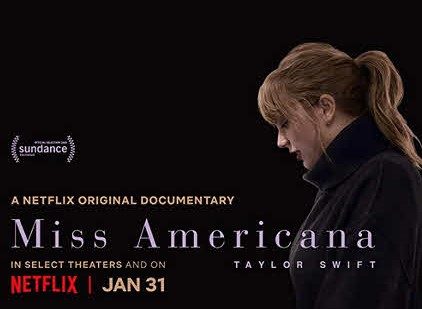 sundance
A NETFLIX ORIGINAL DOCUMENTARY
Miss Americana
IN SELECT THEATERS AND ON
TAYLOR SWIFT
NETFLIX | JAN 31